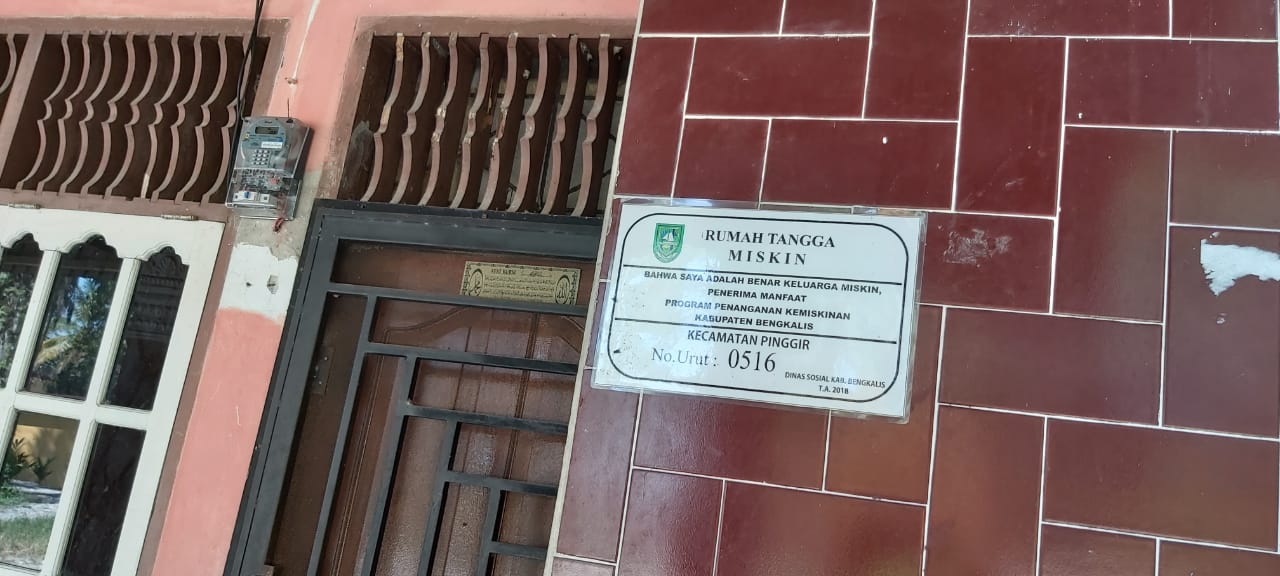 RUMAH TANGGA
MISKIN
BAHWA SAYA ADALAH BENAR KELUARGA MISKIN,
PENERIMA MANFAAT
PROGRAM PENANGANAN KEMISKINAN
KABUPATEN BENGKALIS
KECAMATAN PINGGIR
No.Urut : 0516
DINAS SOSIAL KAB. BENGKALIS
T.A. 2018